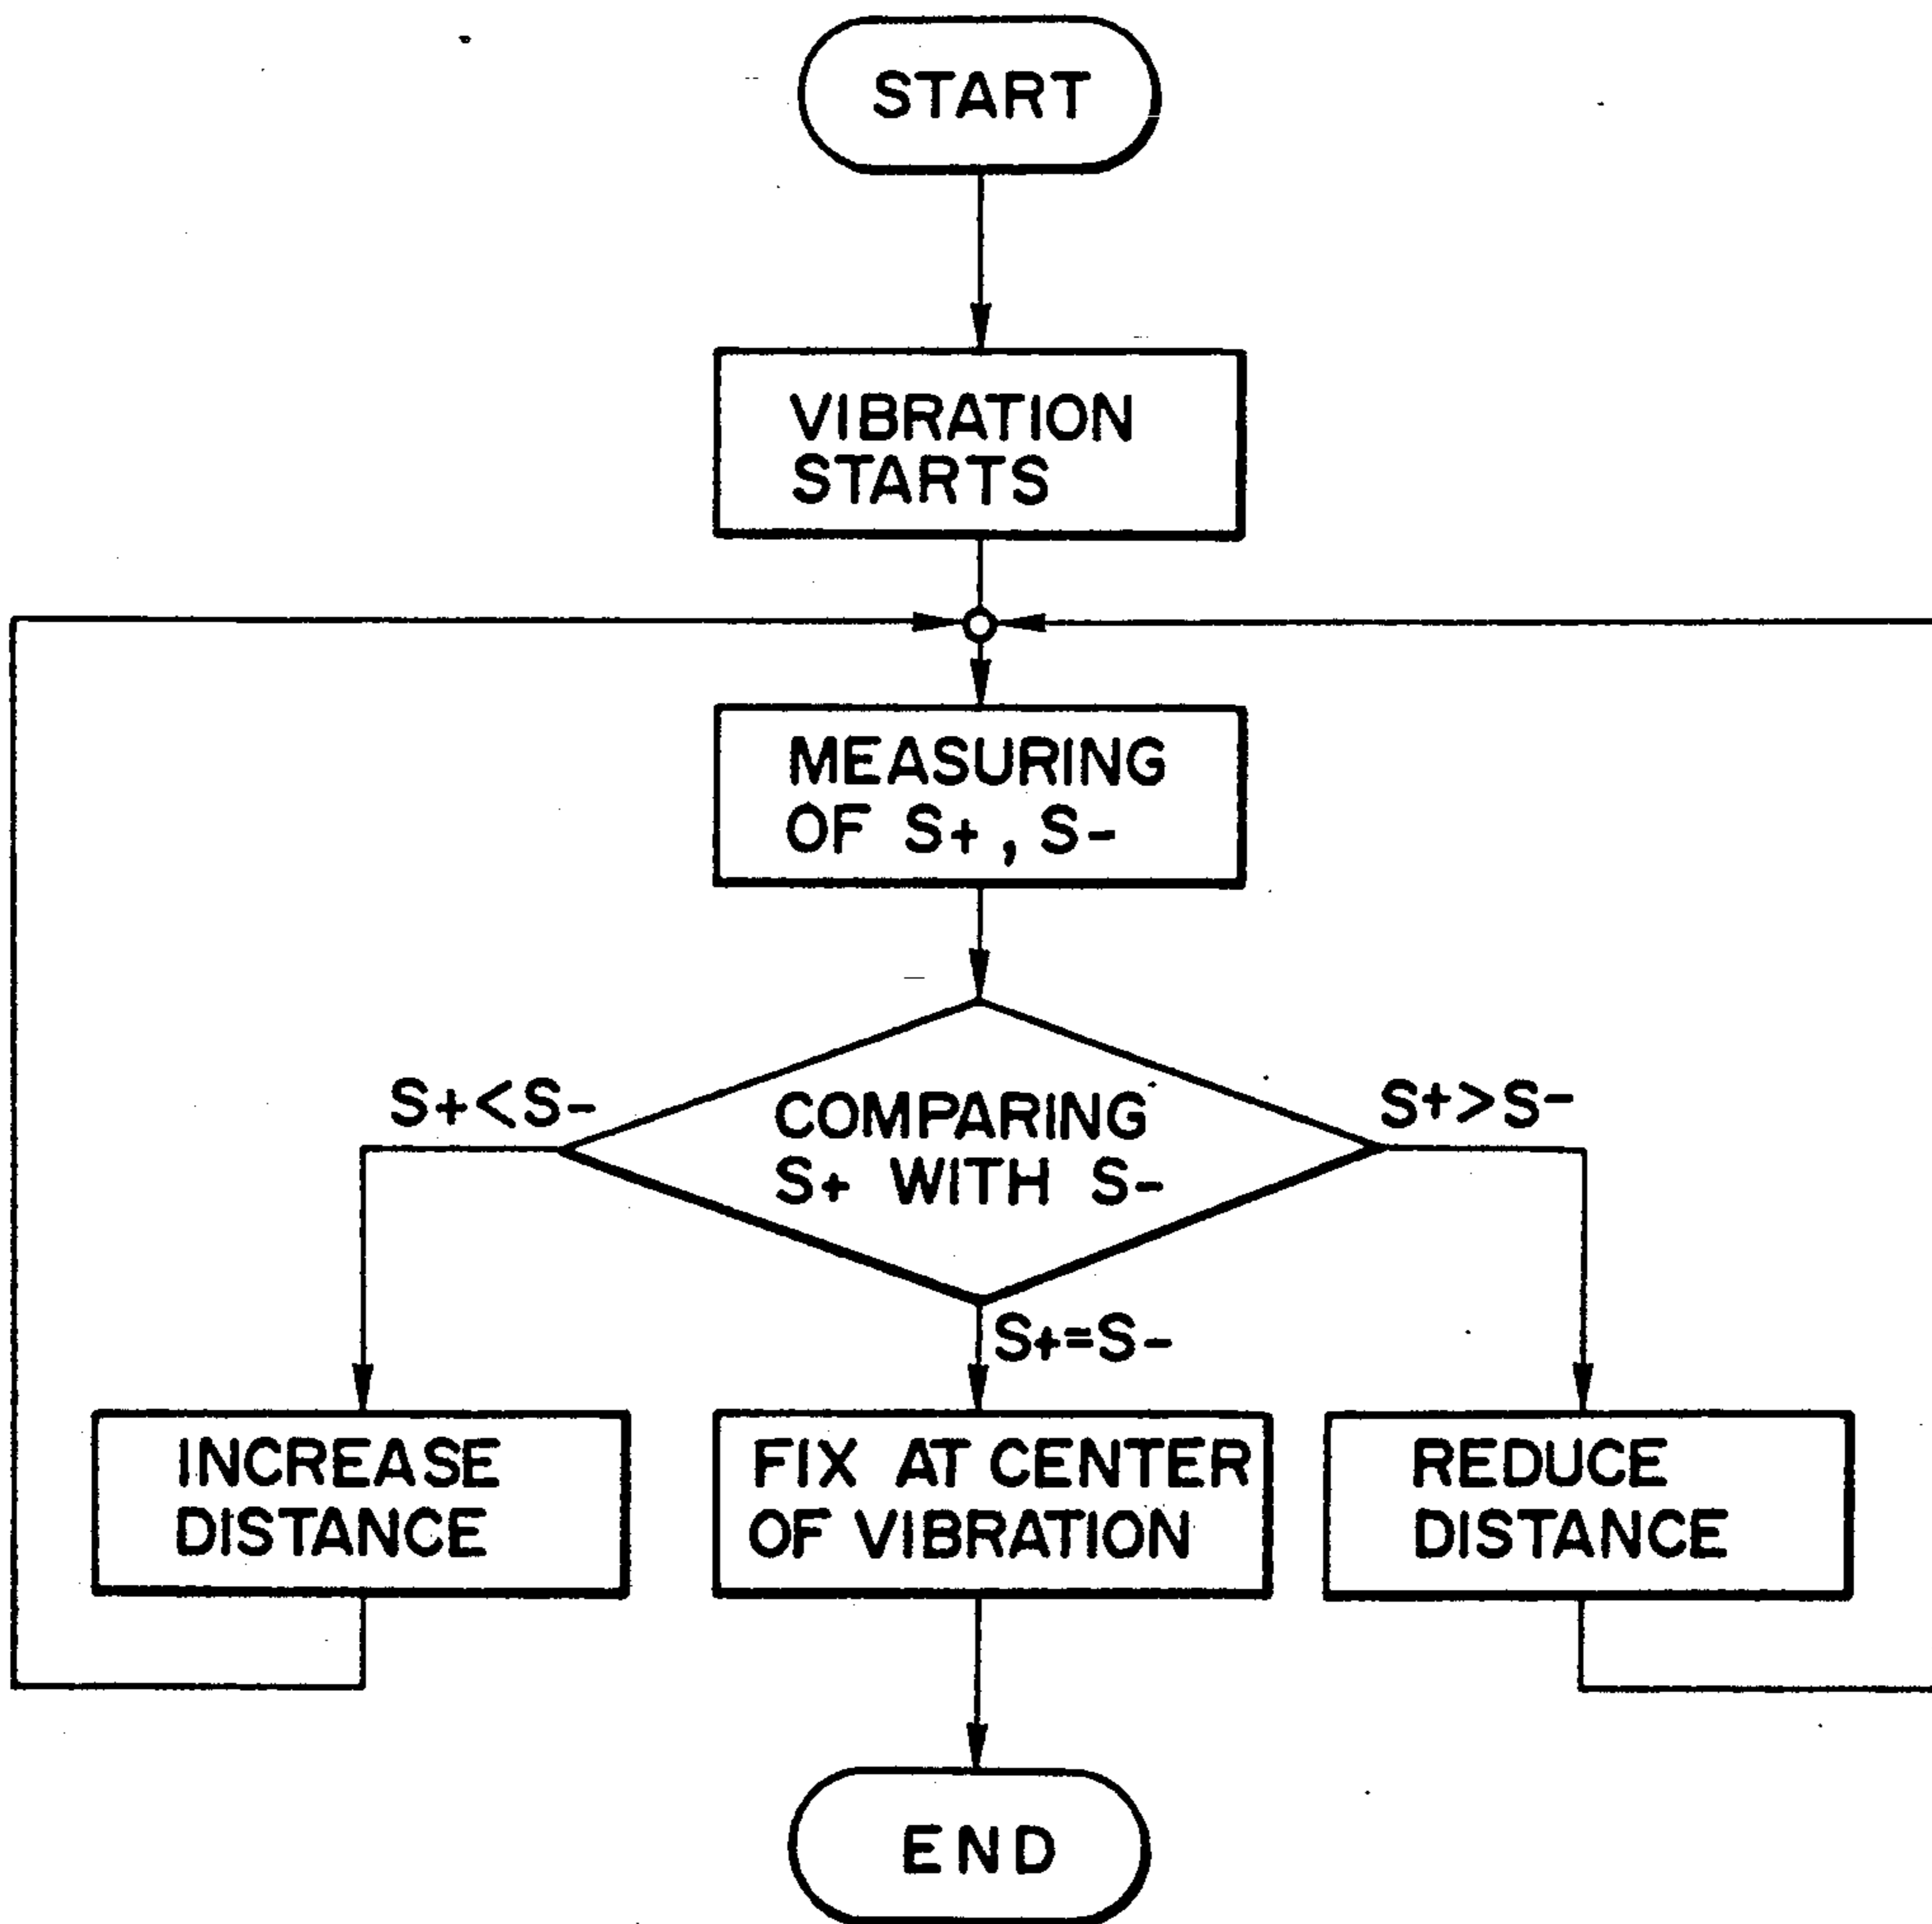 START
VIBRATION
STARTS
MEASURING
OF S+, S-
S+<S-
COMPARING
S+ WITH S-
S+>S-
S+=S-
INCREASE
DISTANCE
FIX AT CENTER
OF VIBRATION
REDUCE
DISTANCE
END